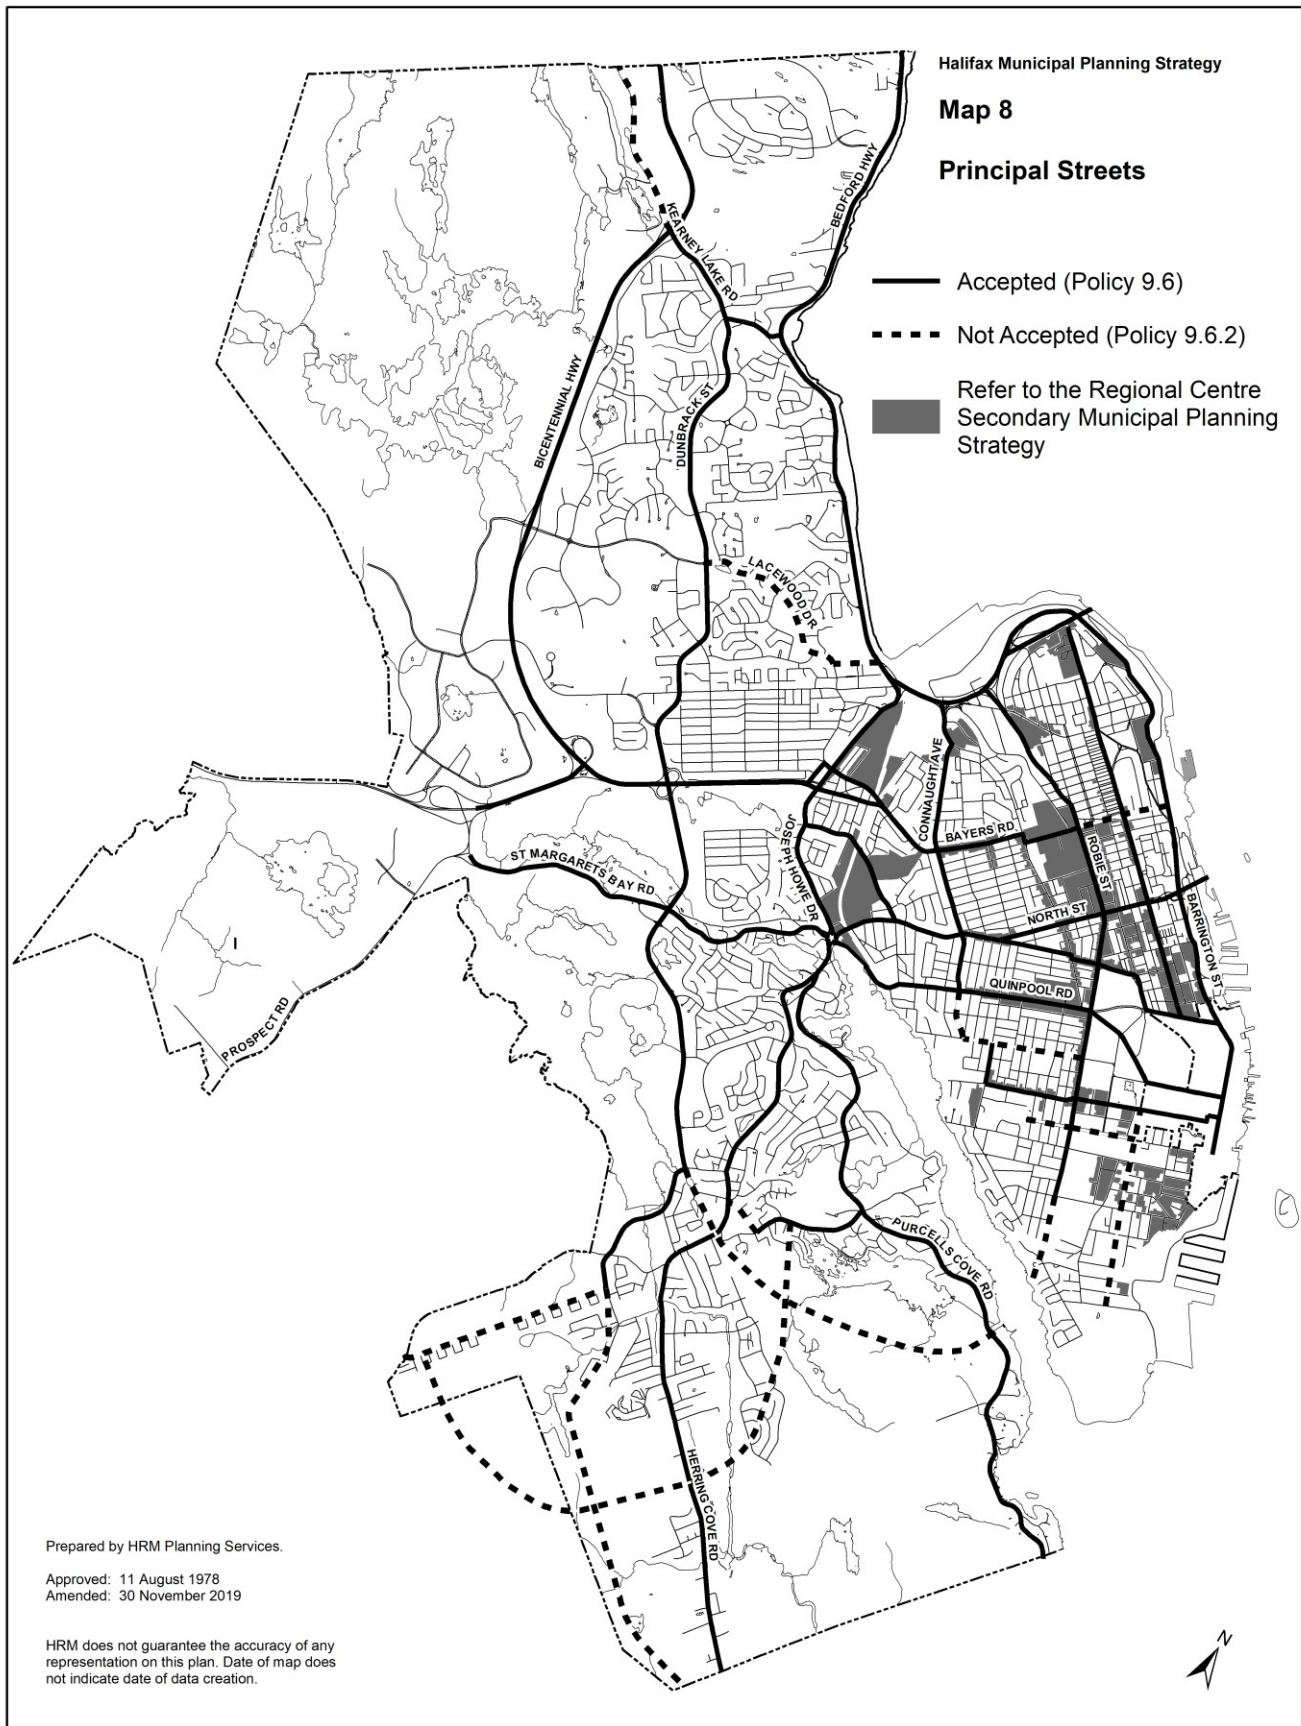 Halifax Municipal Planning Strategy
Map 8
Principal Streets
Accepted (Policy 9.6)
Not Accepted (Policy 9.6.2)
Refer to the Regional Centre
Secondary Municipal Planning
Strategy
BEDFORD HWY
KEARNEY LAKE RD
BICENTENNIAL HWY
DUNBRACK ST
LACEWOOD DR
CONNAUGHT AVE
BAYERS RD
JOSEPH HOWE DR
ROBIE ST
ST MARGARETS BAY RD
NORTH ST
BARRINGTON ST
QUINPOOL RD
PROSPECT RD
PURCELLS COVE RD
HERRING COVE RD
Prepared by HRM Planning Services.
Approved: 11 August 1978
Amended: 30 November 2019
HRM does not guarantee the accuracy of any
representation on this plan. Date of map does
not indicate date of data creation.
N